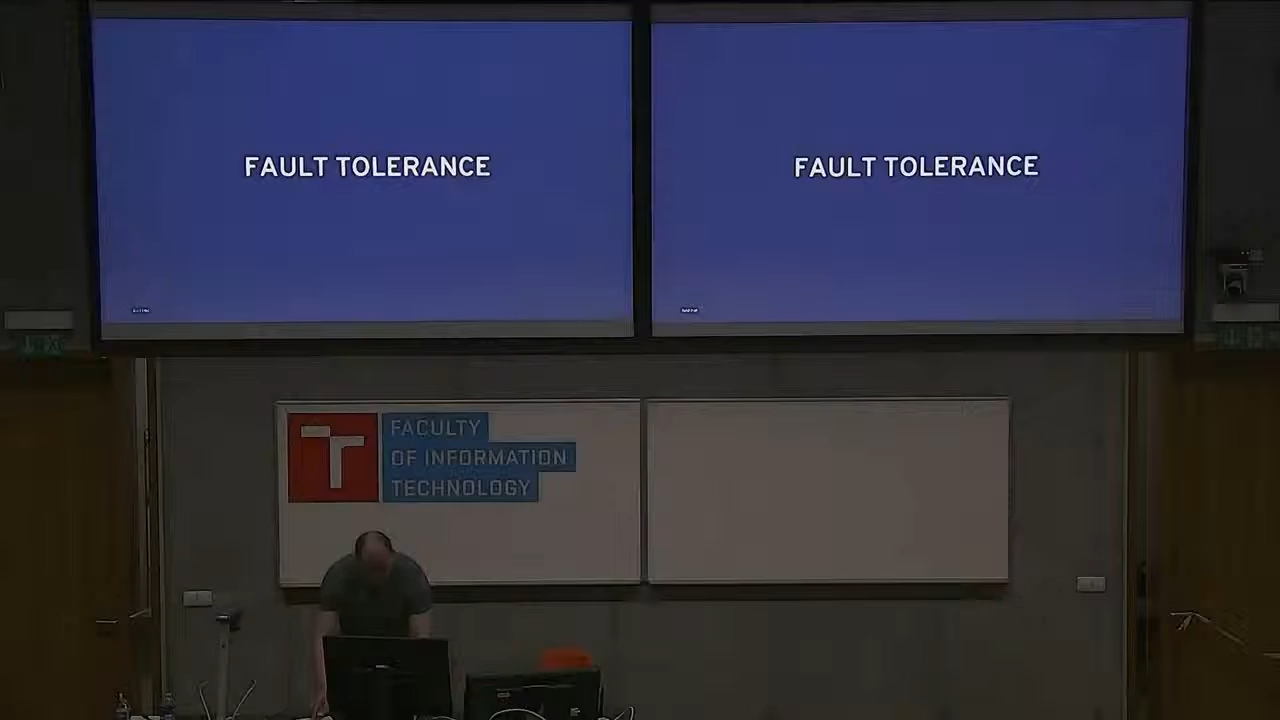 FAULT TOLERANCE
FAULT TOLERANCE
FACULTY
OF INFORMATION
TECHNOLOGY